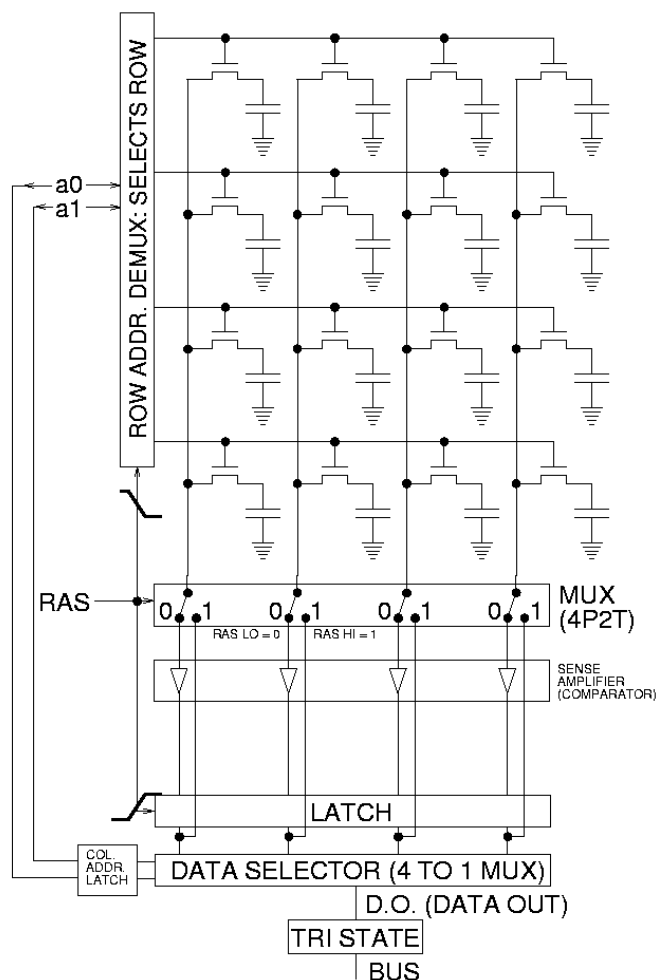 ROW ADDR. DEMUX: SELECTS ROW
a0
a1
RAS
0 1 0 1 0 1 0 1
RAS LO = 0 RAS HI = 1
MUX
(4P2T)
SENSE
AMPLIFIER
(COMPARATOR)
LATCH
COL.
ADDR.
LATCH
DATA SELECTOR (4 TO 1 MUX)
D.O. (DATA OUT)
TRI STATE
BUS